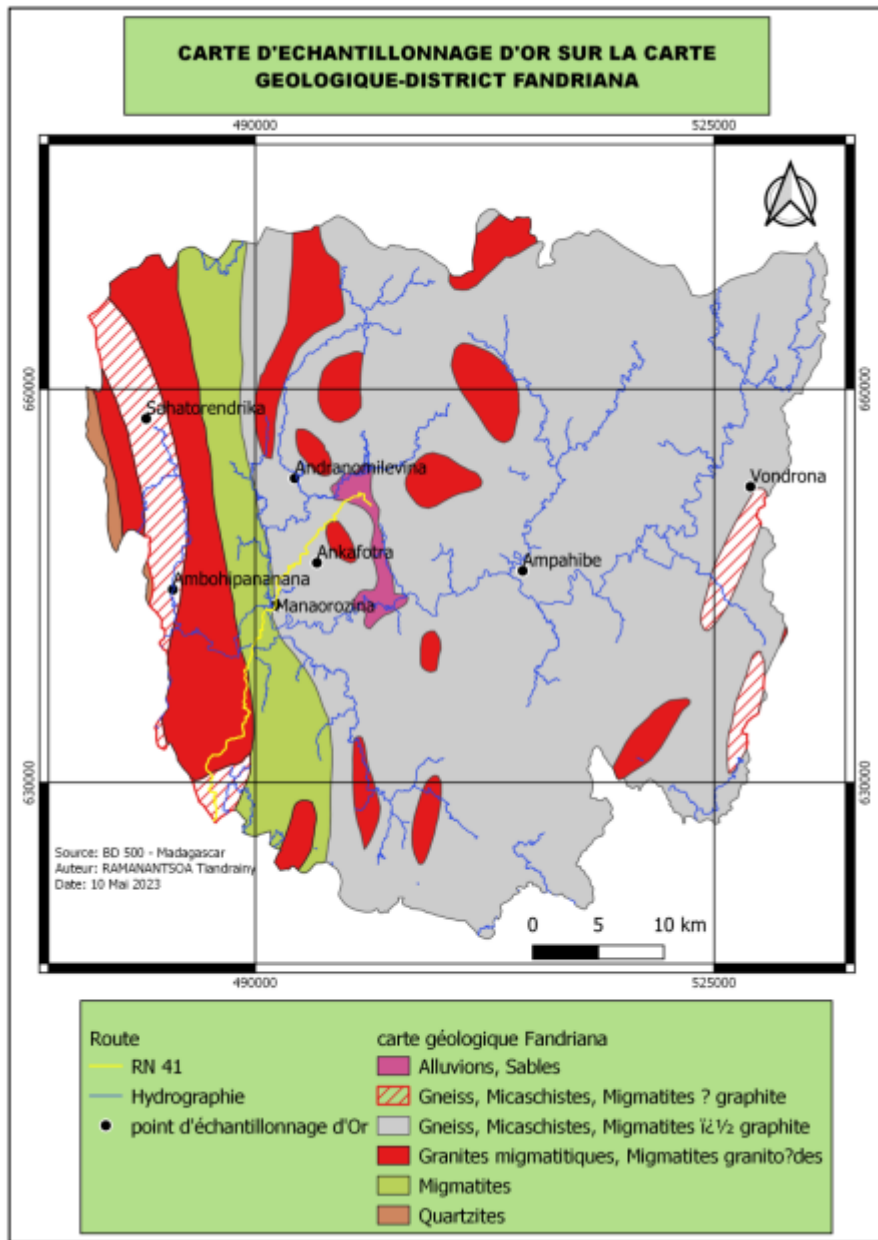 CARTE D'ECHANTILLONNAGE D'OR SUR LA CARTE
GEOLOGIQUE-DISTRICT FANDRIANA
490000
525000
660000
660000
Sahatorendrika
Andranomilevina
Vondrona
Ankafotra
Ampahibe
Ambohipananana
Manaorozina
630000
630000
Source: BD 500 - Madagascar
Auteur: RAMANANTSOA Tiandrainy
Date: 10 Mai 2023
0 5 10 km
490000
525000
Route
RN 41
Hydrographie
point d'échantillonnage d'Or
carte géologique Fandriana
Alluvions, Sables
Gneiss, Micaschistes, Migmatites ? graphite
Gneiss, Micaschistes, Migmatites ï¿½ graphite
Granites migmatitiques, Migmatites granito?des
Migmatites
Quartzites